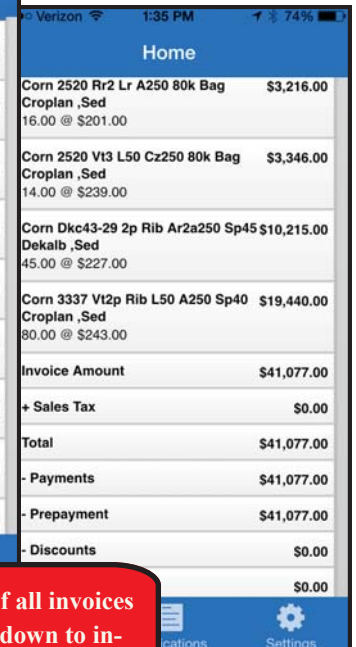 Verizon 1:35 PM 74%
Home
Corn 2520 Rr2 Lr A250 80k Bag $3,216.00
Croplan ,Sed
16.00 @ $201.00
Corn 2520 Vt3 L50 Cz250 80k Bag $3,346.00
Croplan ,Sed
14.00 @ $239.00
Corn Dkc43-29 2p Rib Ar2a250 Sp45 $10,215.00
Dekalb ,Sed
45.00 @ $227.00
Corn 3337 Vt2p Rib L50 A250 Sp40 $19,440.00
Croplan ,Sed
80.00 @ $243.00
Invoice Amount $41,077.00
+ Sales Tax $0.00
Total $41,077.00
- Payments $41,077.00
- Prepayment $41,077.00
- Discounts $0.00
$0.00
f all invoices
down to in-
ications Settings